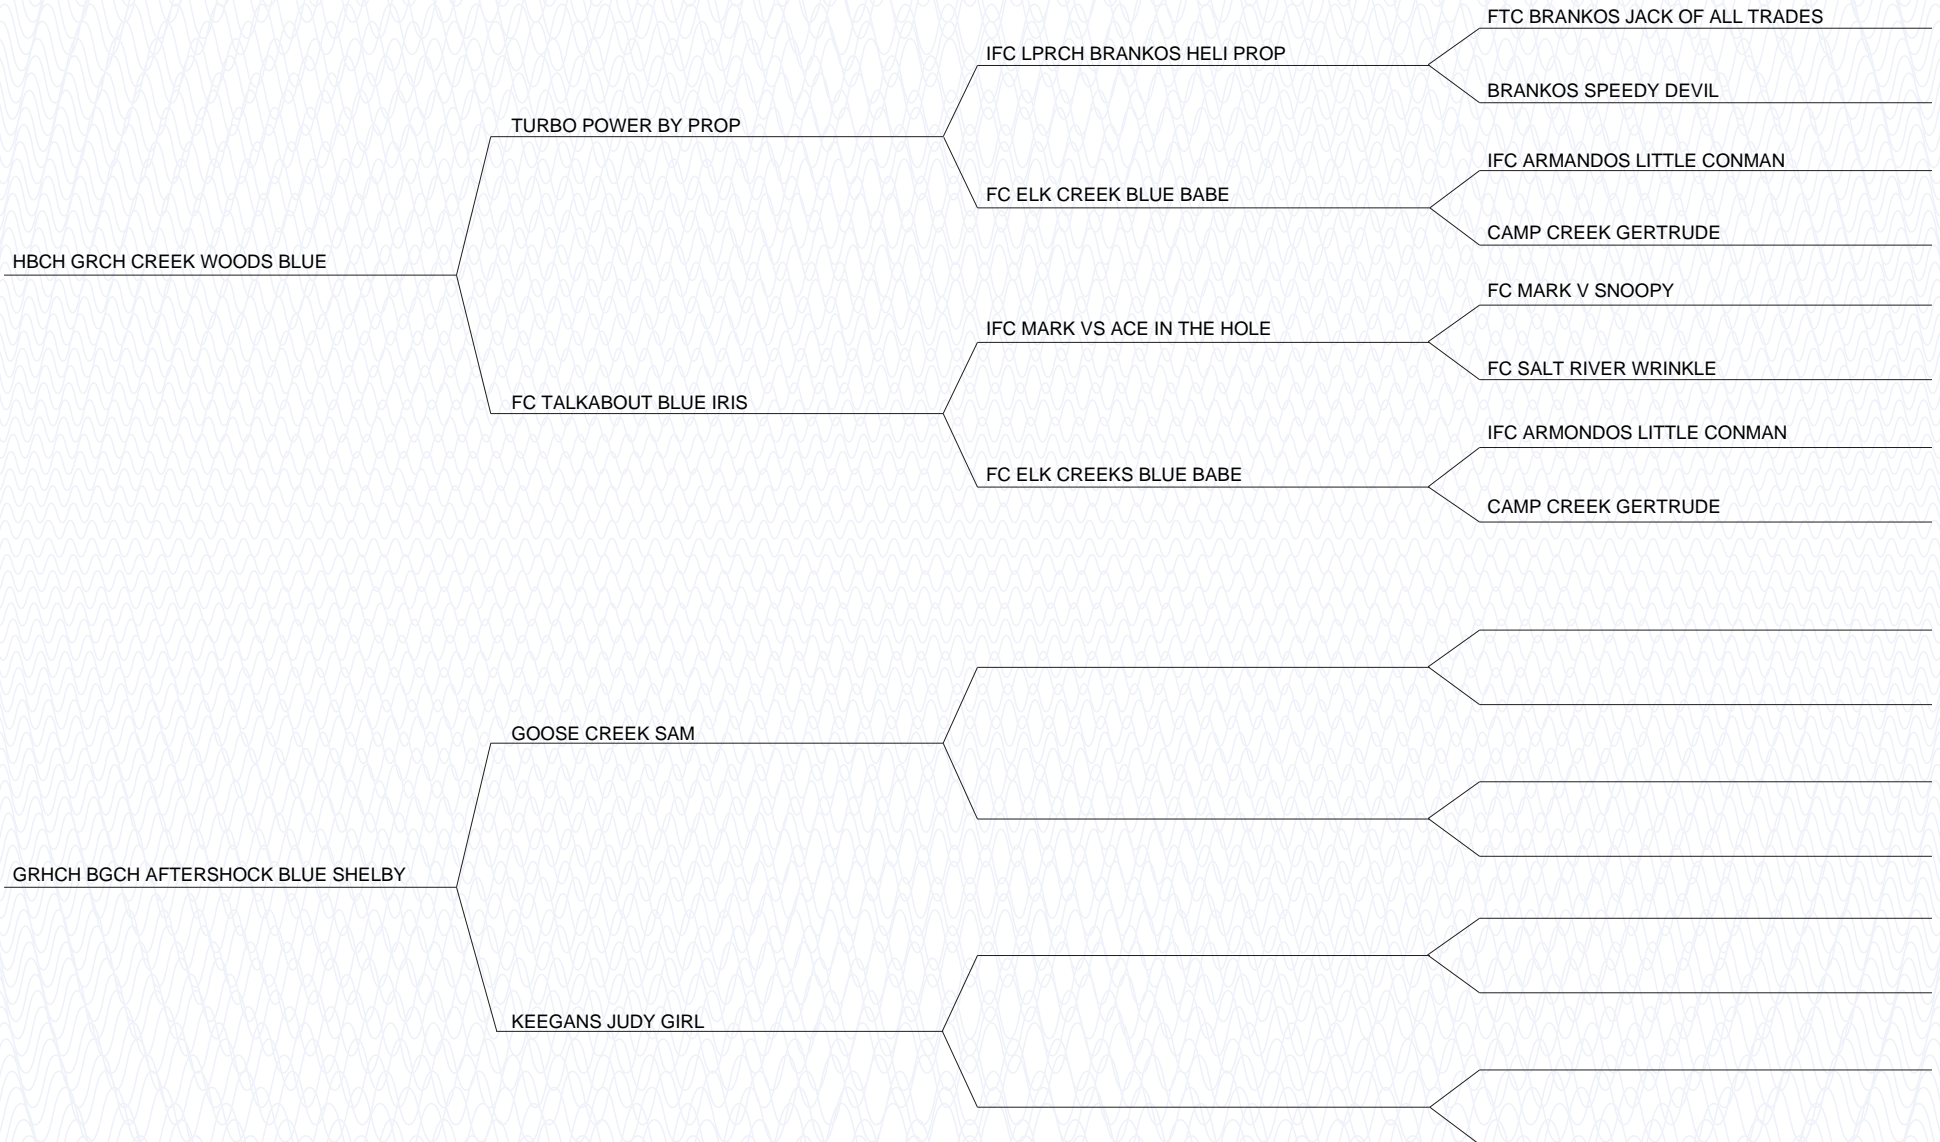 FTC BRANKOS JACK OF ALL TRADES
IFC LPRCH BRANKOS HELI PROP
BRANKOS SPEEDY DEVIL
TURBO POWER BY PROP
IFC ARMANDOS LITTLE CONMAN
FC ELK CREEK BLUE BABE
CAMP CREEK GERTRUDE
HBCH GRCH CREEK WOODS BLUE
FC MARK V SNOOPY
IFC MARK VS ACE IN THE HOLE
FC SALT RIVER WRINKLE
FC TALKABOUT BLUE IRIS
IFC ARMONDOS LITTLE CONMAN
FC ELK CREEKS BLUE BABE
CAMP CREEK GERTRUDE
GOOSE CREEK SAM
GRHCH BGCH AFTERSHOCK BLUE SHELBY
KEEGANS JUDY GIRL